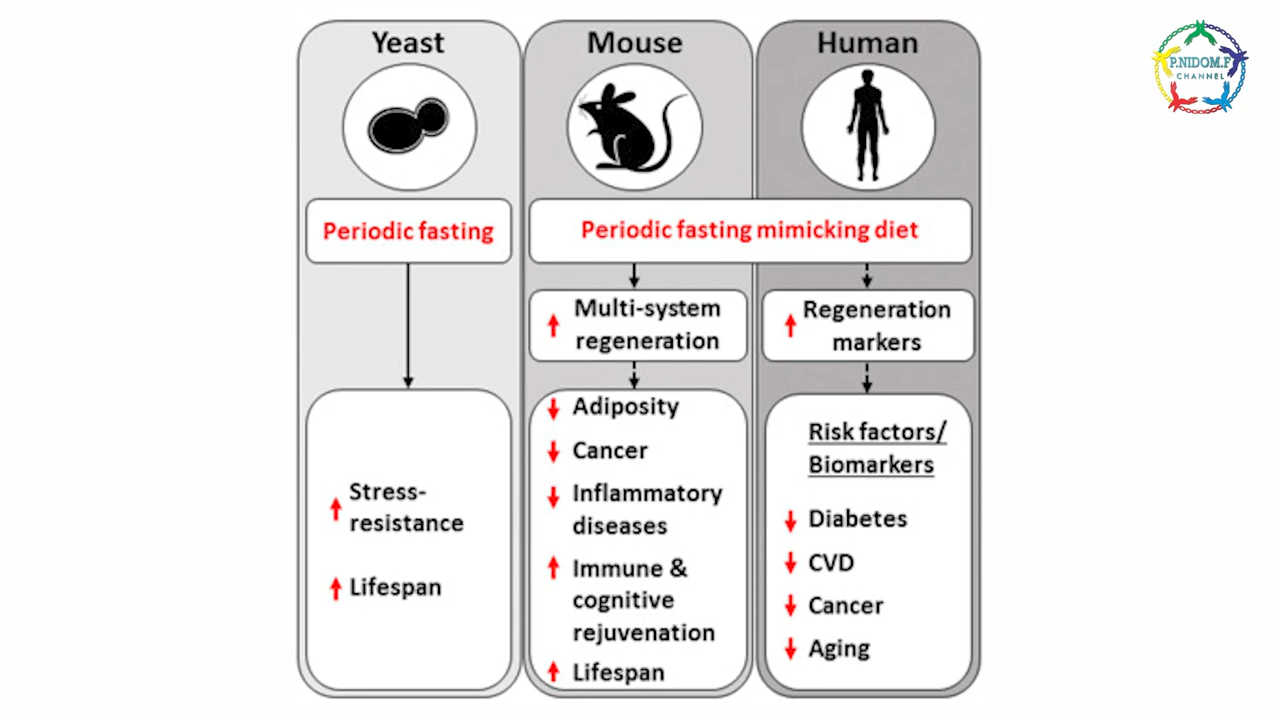 Yeast
Mouse
Human
P.NIDOM.F
CHANNEL
Periodic fasting
Periodic fasting mimicking diet
Multi-system
regeneration
Regeneration
markers
Stress-
resistance
Lifespan
Adiposity
Cancer
Inflammatory
diseases
Immune &
cognitive
rejuvenation
Lifespan
Risk factors/
Biomarkers
Diabetes
CVD
Cancer
Aging